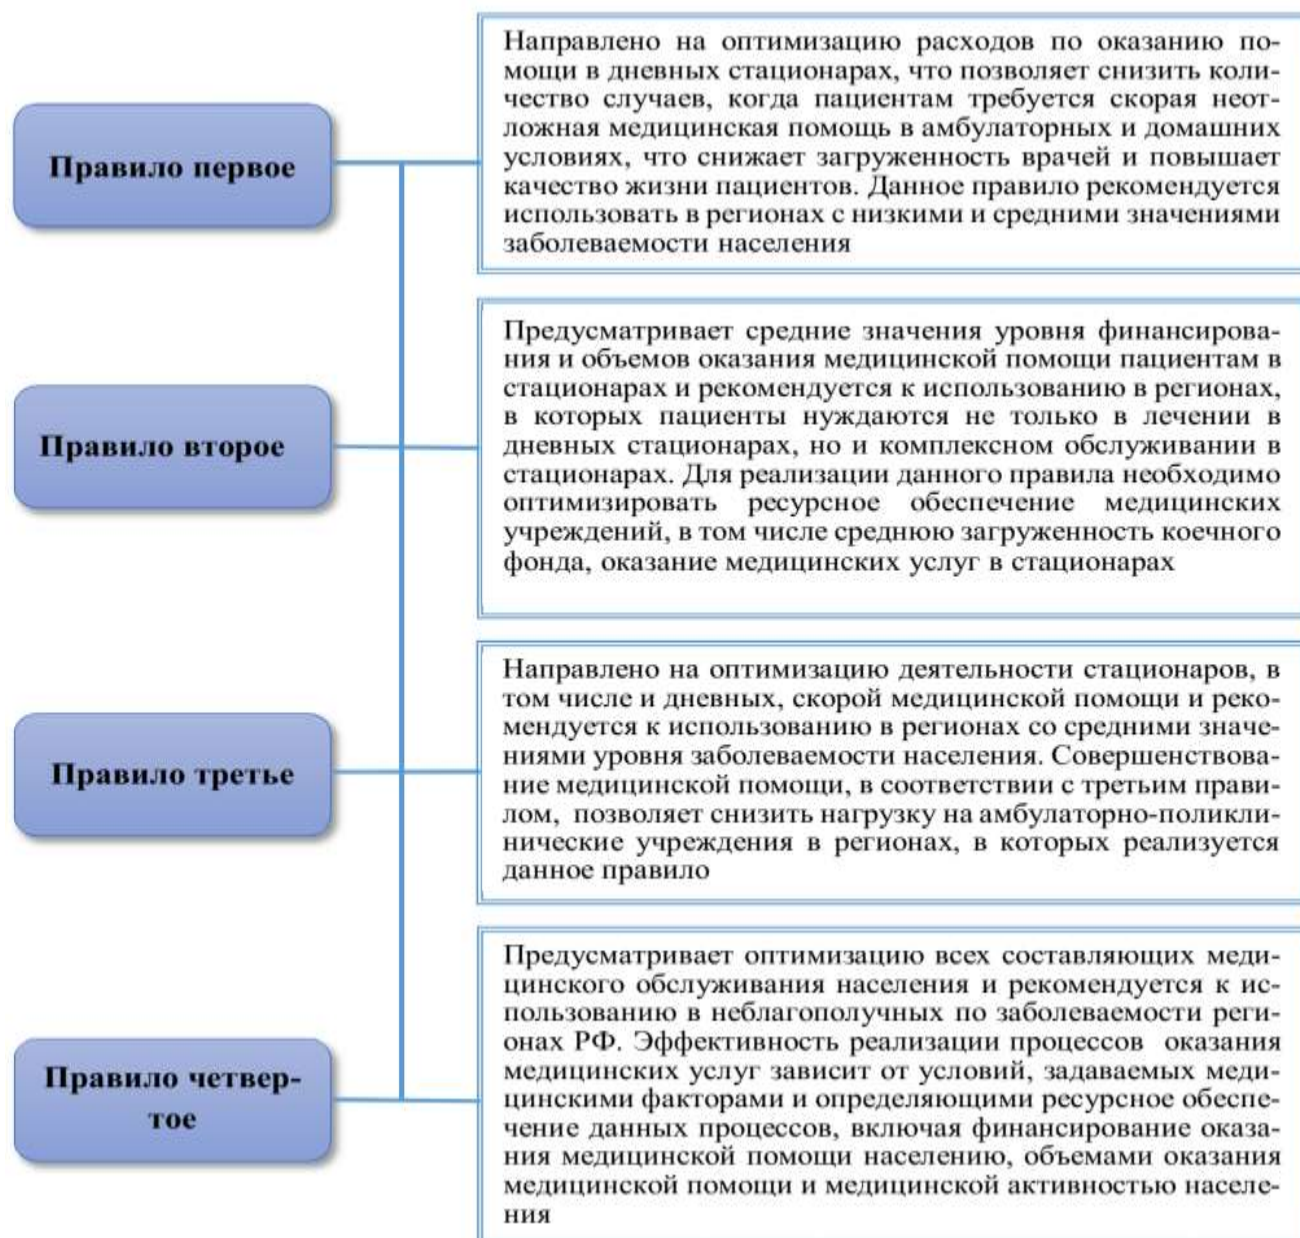 Правило первое
Направлено на оптимизацию расходов по оказанию по-
мощи в дневных стационарах, что позволяет снизить коли-
чество случаев, когда пациентам требуется скорая неот-
ложная медицинская помощь в амбулаторных и домашних
условиях, что снижает загруженность врачей и повышает
качество жизни пациентов. Данное правило рекомендуется
использовать в регионах с низкими и средними значениями
заболеваемости населения
Правило второе
Предусматривает средние значения уровня финансирова-
ния и объемов оказания медицинской помощи пациентам в
стационарах и рекомендуется к использованию в регионах,
в которых пациенты нуждаются не только в лечении в
дневных стационарах, но и комплексном обслуживании в
стационарах. Для реализации данного правила необходимо
оптимизировать ресурсное обеспечение медицинских
учреждений, в том числе среднюю загруженность коечного
фонда, оказание медицинских услуг в стационарах
Правило третье
Направлено на оптимизацию деятельности стационаров, в
том числе и дневных, скорой медицинской помощи и реко-
мендуется к использованию в регионах со средними значе-
ниями уровня заболеваемости населения. Совершенствова-
ние медицинской помощи, в соответствии с третьим прави-
лом, позволяет снизить нагрузку на амбулаторно-поликли-
нические учреждения в регионах, в которых реализуется
данное правило
Правило четвер-
тое
Предусматривает оптимизацию всех составляющих меди-
цинского обслуживания населения и рекомендуется к ис-
пользованию в неблагополучных по заболеваемости реги-
онах РФ. Эффективность реализации процессов оказания
медицинских услуг зависит от условий, задаваемых меди-
цинскими факторами и определяющими ресурсное обеспе-
чение данных процессов, включая финансирование оказа-
ния медицинской помощи населению, объемами оказания
медицинской помощи и медицинской активностью населе-
ния